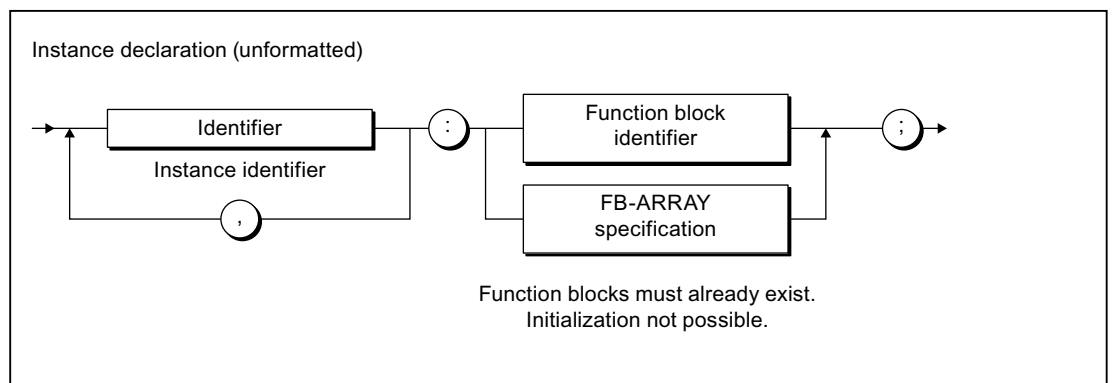 Instance declaration (unformatted)
Identifier
Instance identifier
,
:
Function block
identifier
FB-ARRAY
specification
;
Function blocks must already exist.
Initialization not possible.